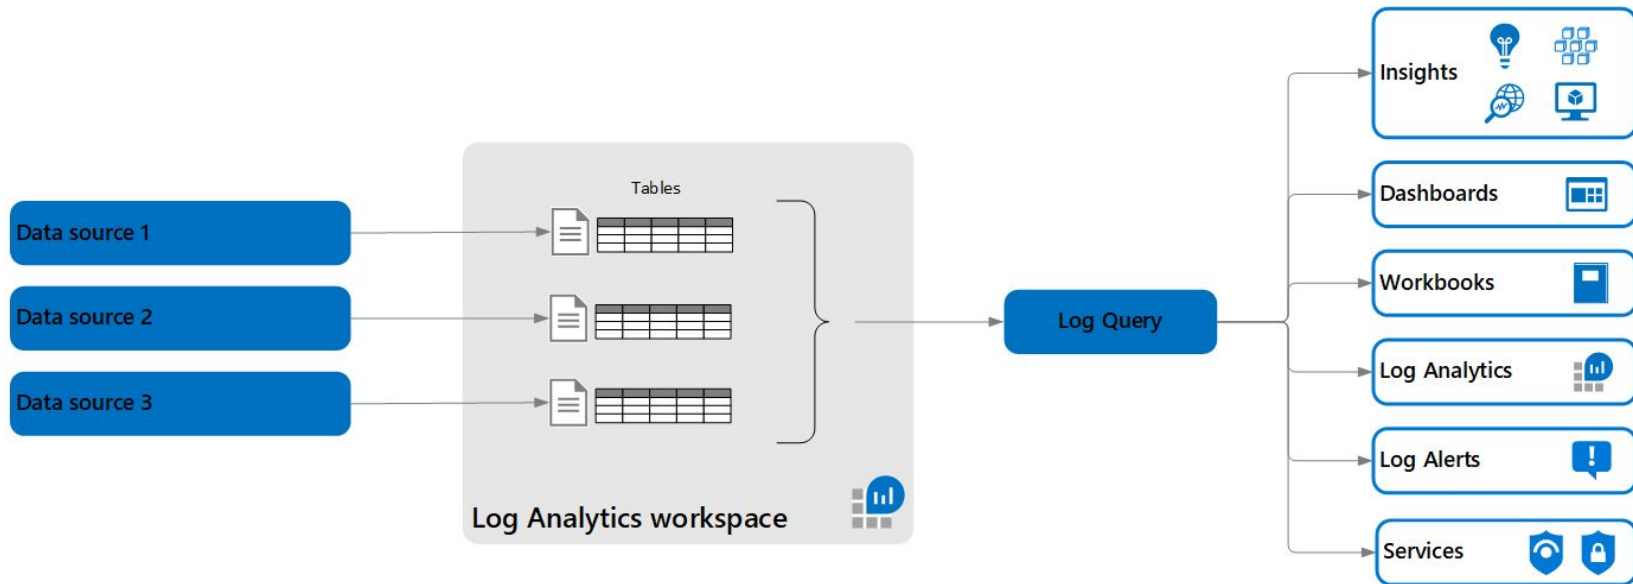 Data source 1
Data source 2
Data source 3
Tables
Log Analytics workspace
Log Query
Insights
Dashboards
Workbooks
Log Analytics
Log Alerts
Services